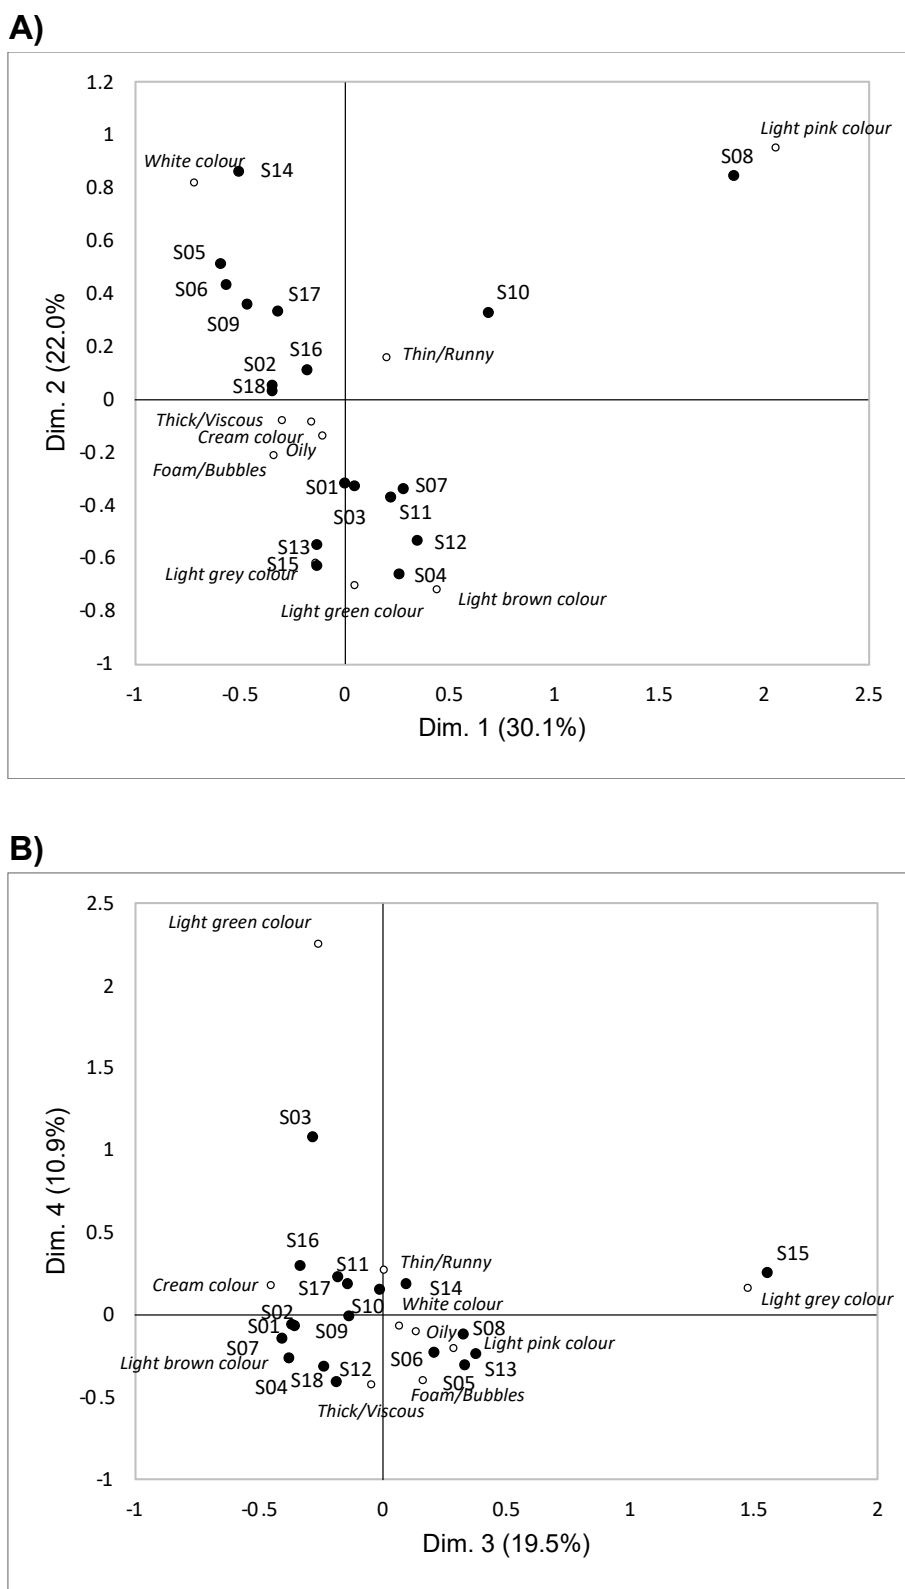 A)
1.2
1
0.8
0.6
0.4
0.2
0
-0.2
-0.4
-0.6
-0.8
-1
Dim. 2 (22.0%
Light pink colour
S08
White colour
S14
S05
S06
S17
S09
S10
S16
S02
Thin/Runny
S18
Thick/Viscous
Cream colour
Oily
Foam/Bubbles
S01
S07
S03
S11
S13
S12
S15
Light grey colour
S04
Light green colour
Light brown colour
-1
-0.5
0
0.5
1
1.5
2
2.5
Dim. 1 (30.1%)
B)
2.5
2
1.5
1
0.5
0
-0.5
-1
Dim. 4 (10.9%)
Light green colour
S03
S16
S11
Thin/Runny
S15
Cream colour
S17
S14
Light grey colour
S10
White colour
S02
S01
S09
Oily
S08
S07
Light pink colour
Light brown colour
S12
S06
S13
S04
S18
S05
Foam/Bubbles
Thick/Viscous
-1
-0.5
0
0.5
1
1.5
2
Dim. 3 (19.5%)